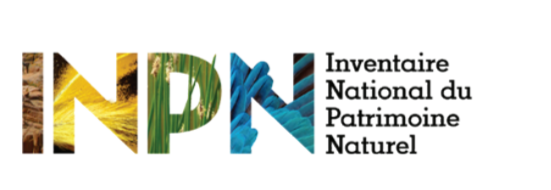 INPN
Inventaire
National du
Patrimoine
Naturel